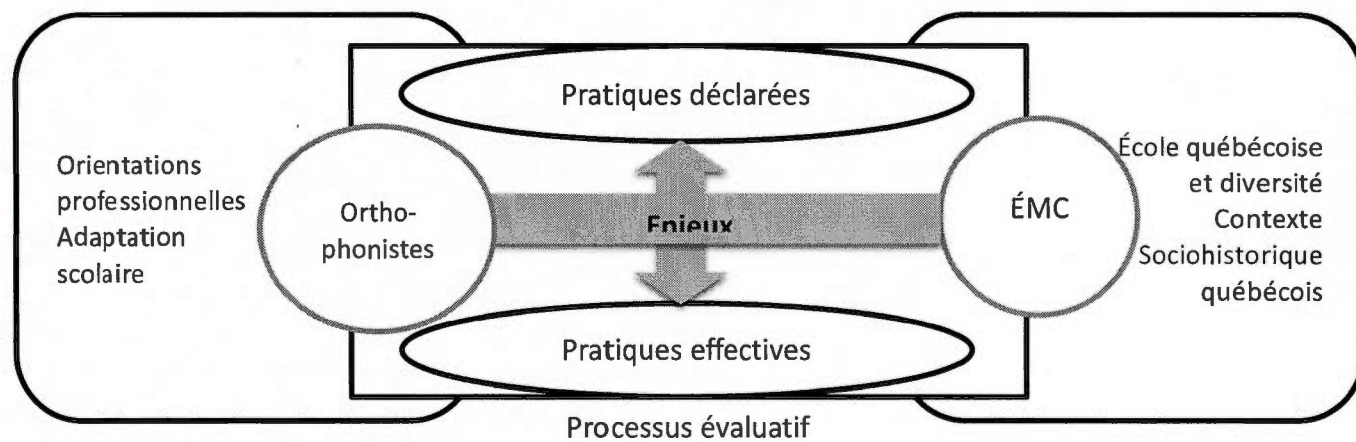 Pratiques déclarées
Orientations
professionnelles
Adaptation
scolaire
Ortho-
phonistes
Enjeux
ÉMC
École québécoise
et diversité
Contexte
Sociohistorique
québécois
Pratiques effectives
Processus évaluatif